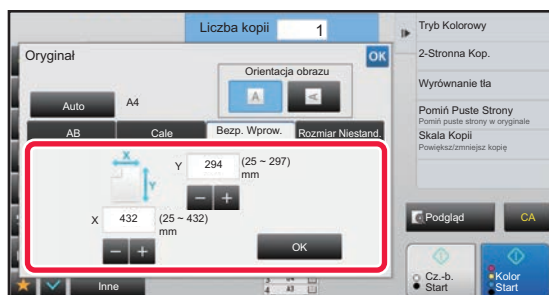 Liczba kopii 1
Oryginał OK
Orientacja obrazu
A A
Auto A4
AB Cale Bezp. Wprow. Rozmiar Niestand.
X
Y
Y 294 (25 ~ 297)
mm
− +
X 432 (25 ~ 432)
mm
− +
OK
Inne
A3
Tryb Kolorowy
2-Stronna Kop.
Wyrównanie tła
Pomiń Puste Strony
Pomiń puste strony w oryginale
Skala Kopii
Powiększ/zmniejsz kopię
Podgląd CA
Cz.-b.
Start
Kolor
Start